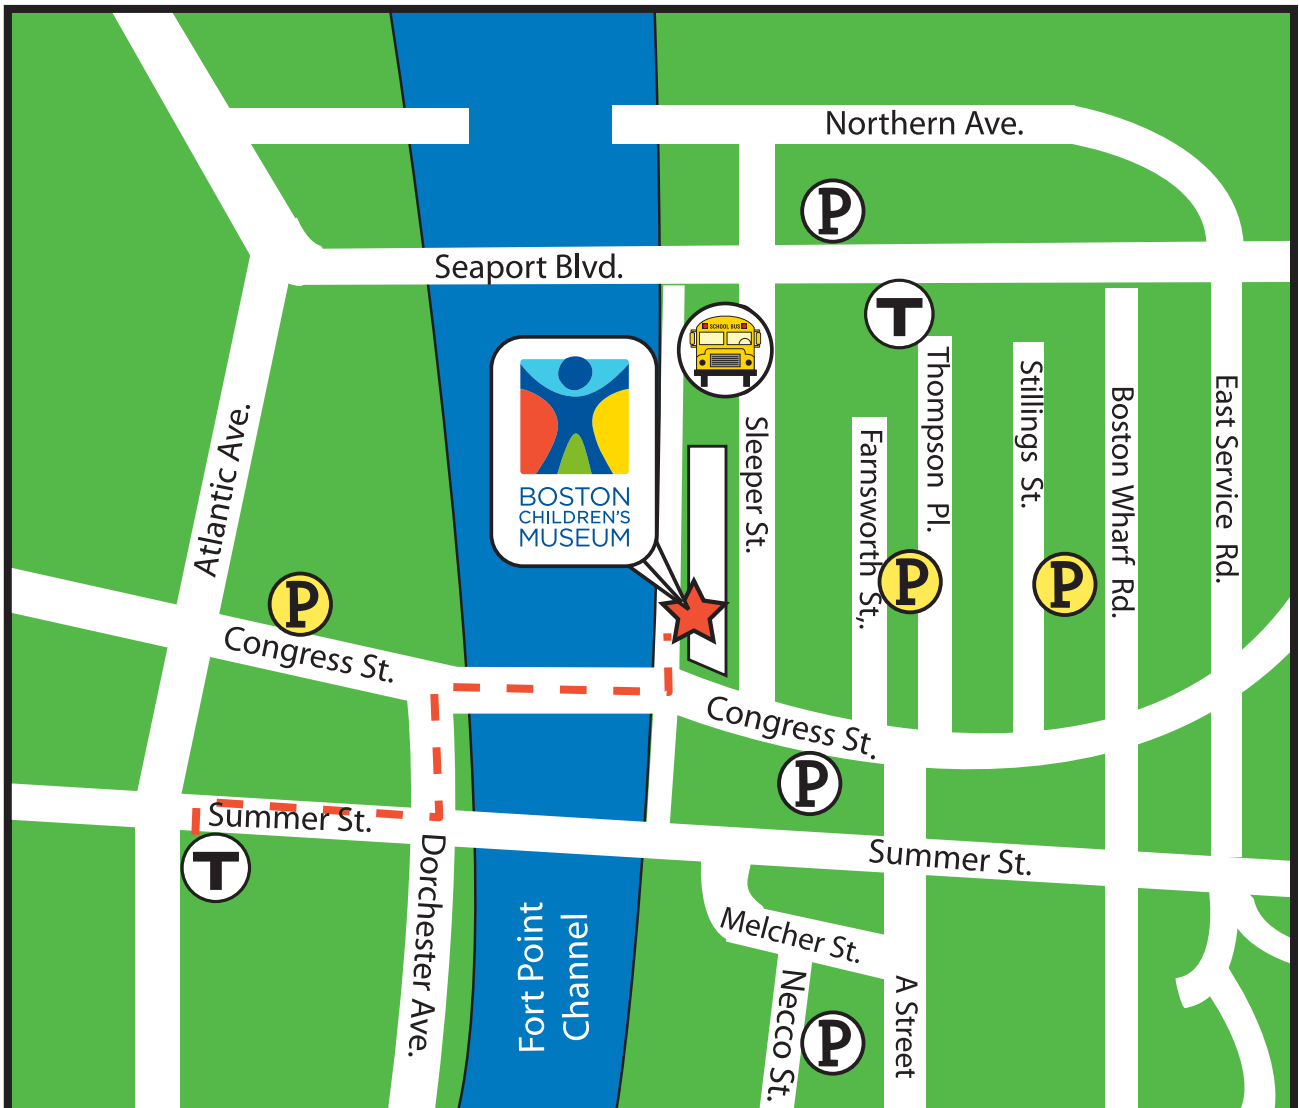 Northern Ave.
P
Seaport Blvd.
T
SCHOOL BUS
BOSTON
CHILDREN'S
MUSEUM
Atlantic Ave.
Sleeper St.
Farnsworth St,.
Thompson Pl.
Stillings St.
Boston Wharf Rd.
East Service Rd.
P
P
P
Congress St.
Congress St.
P
Summer St.
T
Summer St.
Dorchester Ave.
Fort Point
Channel
Melcher St.
Necco St.
P
A Street